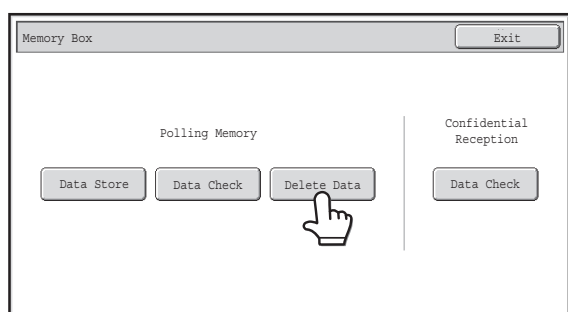 Memory Box
Exit
Polling Memory
Confidential
Reception
Data Store
Data Check
Delete Data
Data Check